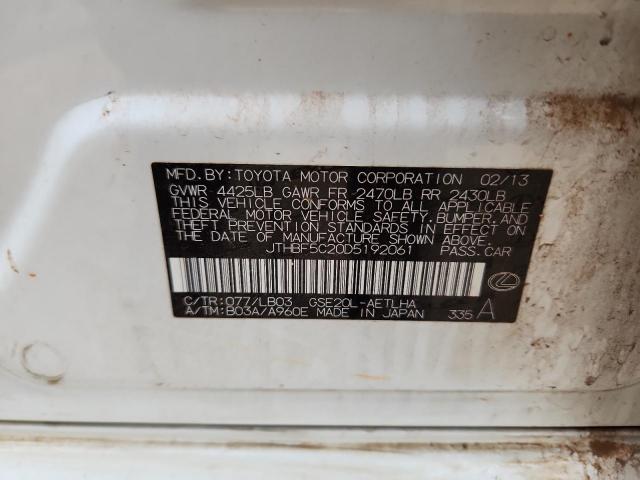 MFD.BY:TOYOTA MOTOR CORPORATION 02/13
GVWR 4425LB GAWR FR 2470LB RR 2430LB
THIS VEHICLE CONFORMS TO ALL APPLICABLE
FEDERAL MOTOR VEHICLE SAFETY,BUMPER,AND
THEFT PREVENTION STANDARDS IN EFFECT ON
THE DATE OF MANUFACTURE SHOWN ABOVE.
JTHBF5C20D5192061 PASS.CAR
C/TR:077/LB03 GSE20L-AETLHA
A/TM:B03A/A960E MADE IN JAPAN 335 A